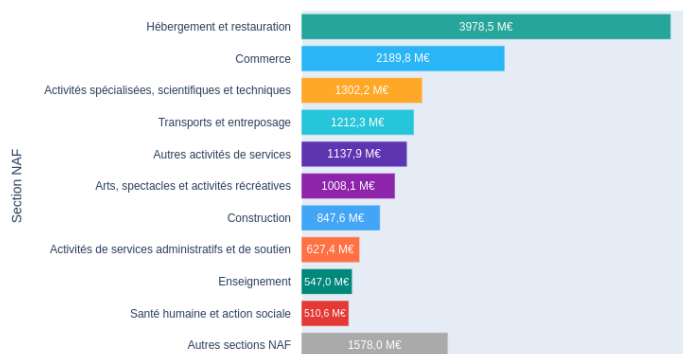 Section NAF
Hébergement et restauration 3978,5 M€
Commerce 2189,8 M€
Activités spécialisées, scientifiques et techniques 1302,2 M€
Transports et entreposage 1212,3 M€
Autres activités de services 1137,9 M€
Arts, spectacles et activités récréatives 1008,1 M€
Construction 847,6 M€
Activités de services administratifs et de soutien 627,4 M€
Enseignement 547,0 M€
Santé humaine et action sociale 510,6 M€
Autres sections NAF 1578,0 M€